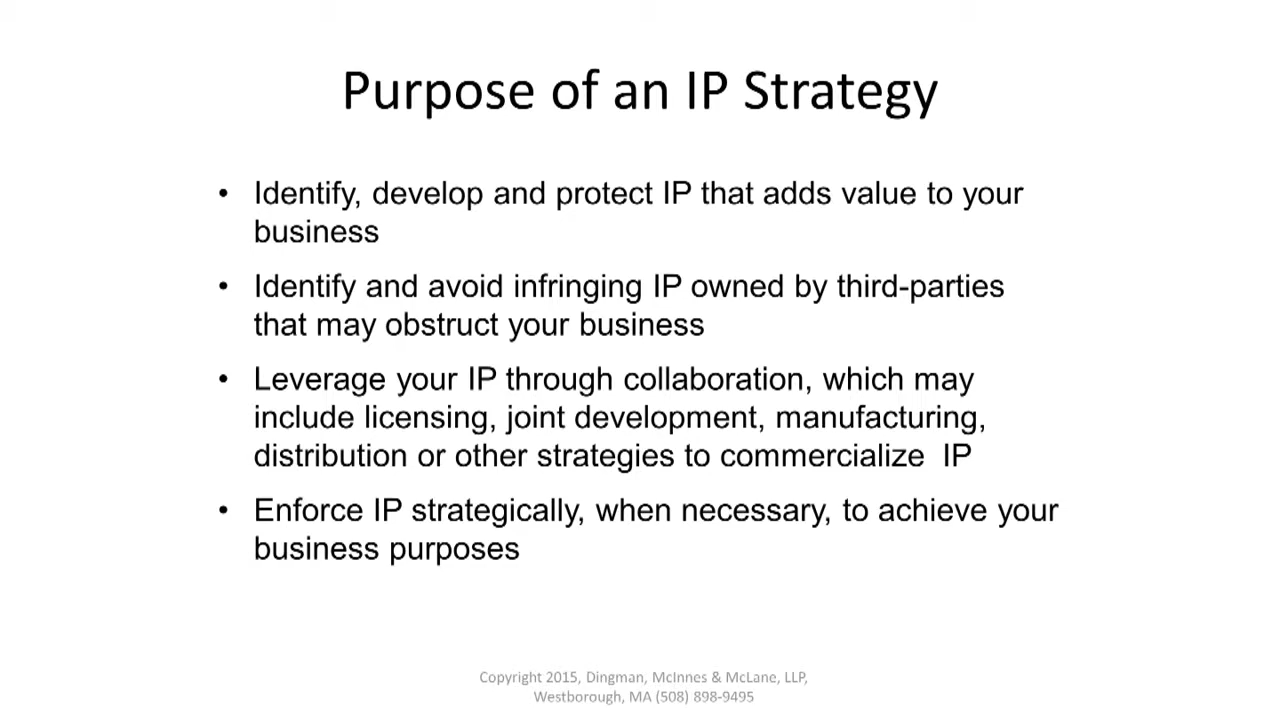 Purpose of an IP Strategy
• Identify, develop and protect IP that adds value to your
business
• Identify and avoid infringing IP owned by third-parties
that may obstruct your business
• Leverage your IP through collaboration, which may
include licensing, joint development, manufacturing,
distribution or other strategies to commercialize  IP
• Enforce IP strategically, when necessary, to achieve your
business purposes
Copyright 2015, Dingman, McInnes & McLane, LLP,
Westborough, MA (508) 898-9495